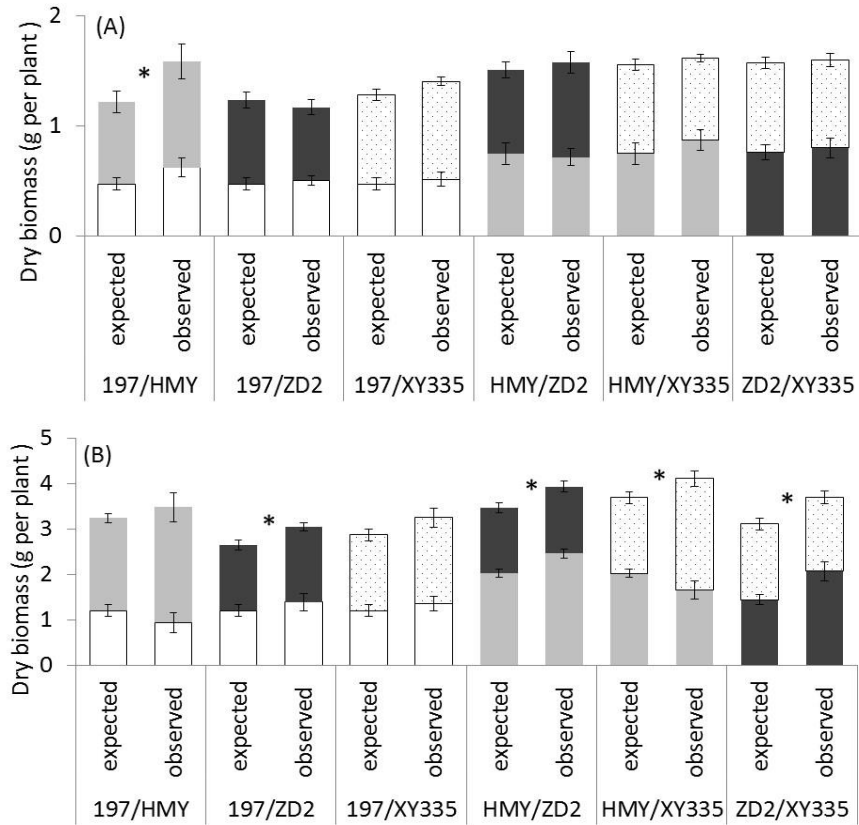 (A)
Dry biomass (g per plant )
2
1
0
*
expected observed expected observed expected observed expected observed expected observed expected observed
197/HMY 197/ZD2 197/XY335 HMY/ZD2 HMY/XY335 ZD2/XY335
(B)
Dry biomass (g per plant )
5
4
3
2
1
0
* * * *
expected observed expected observed expected observed expected observed expected observed expected observed
197/HMY 197/ZD2 197/XY335 HMY/ZD2 HMY/XY335 ZD2/XY335